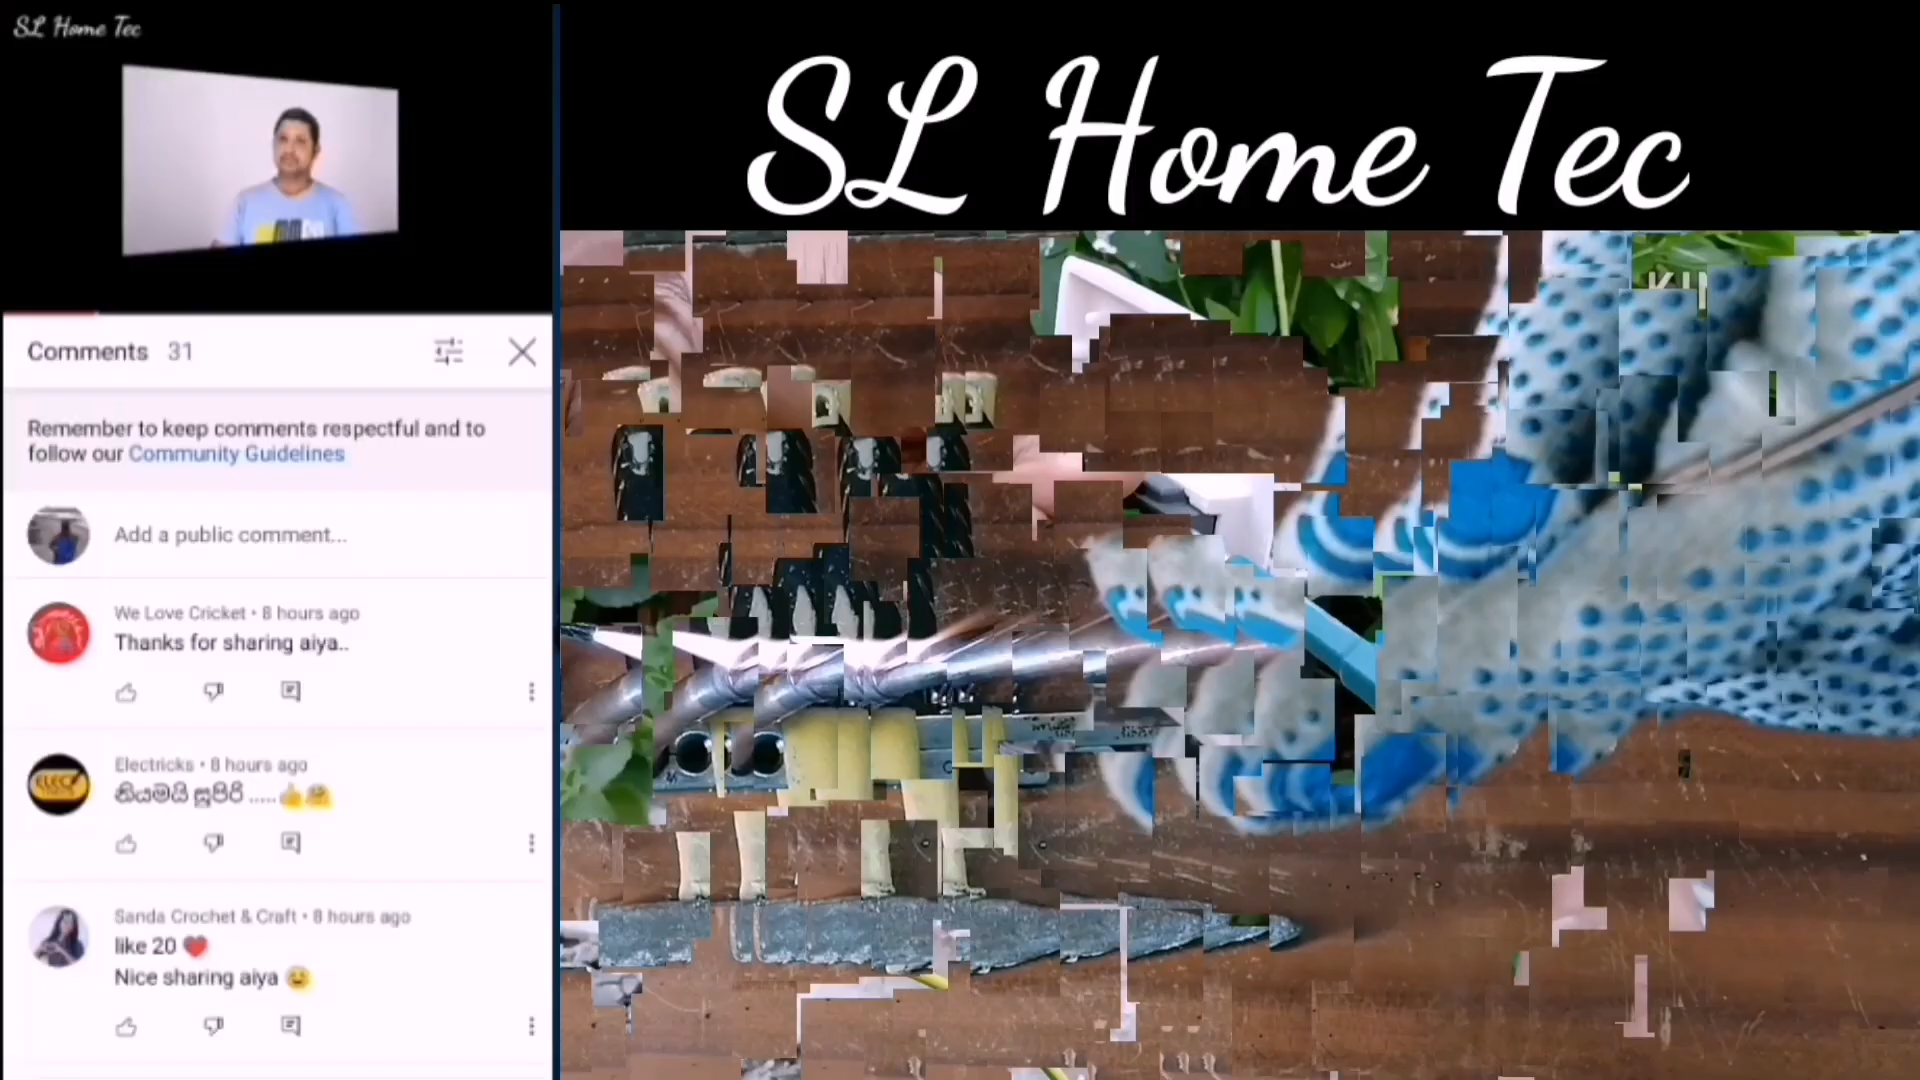 SL Home Tec
SL Home Tec
Comments 31
Remember to keep comments respectful and to
follow our Community Guidelines
Add a public comment...
We Love Cricket • 8 hours ago
Thanks for sharing aiya..
Electricks • 8 hours ago
නියමයි සුපිරි .....👍🤗
Sanda Crochet & Craft • 8 hours ago
like 20 ❤️
Nice sharing aiya 😉